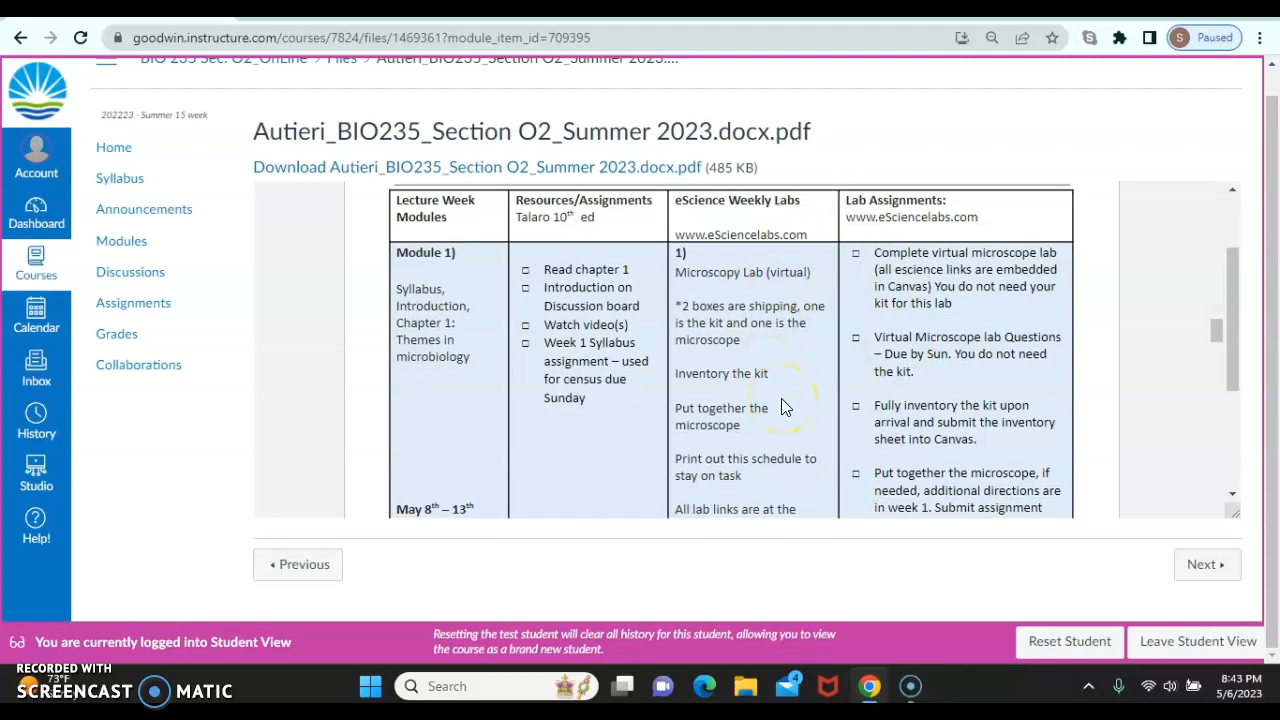 goodwin.instructure.com/courses/7824/files/1469361?module_item_id=709395
S Paused
BIO 235 Sec. O2_OnLine > Files > Autieri_BIO235_Section O2_Summer 2023....
202223 - Summer 15 week
Home
Syllabus
Announcements
Modules
Discussions
Assignments
Grades
Collaborations
Account
Dashboard
Courses
Calendar
Inbox
History
Studio
Help!
Autieri_BIO235_Section O2_Summer 2023.docx.pdf
Download Autieri_BIO235_Section O2_Summer 2023.docx.pdf (485 KB)
Lecture Week
Modules
Resources/Assignments
Talaro 10th ed
eScience Weekly Labs
www.eSciencelabs.com
Lab Assignments:
www.eSciencelabs.com
Module 1)
Syllabus,
Introduction,
Chapter 1:
Themes in
microbiology
May 8th – 13th
Read chapter 1
Introduction on
Discussion board
Watch video(s)
Week 1 Syllabus
assignment – used
for census due
Sunday
1)
Microscopy Lab (virtual)
*2 boxes are shipping, one
is the kit and one is the
microscope
Inventory the kit
Put together the
microscope
Print out this schedule to
stay on task
All lab links are at the
Complete virtual microscope lab
(all escience links are embedded
in Canvas) You do not need your
kit for this lab
Virtual Microscope lab Questions
– Due by Sun. You do not need
the kit.
Fully inventory the kit upon
arrival and submit the inventory
sheet into Canvas.
Put together the microscope, if
needed, additional directions are
in week 1. Submit assignment
Previous
Next
You are currently logged into Student View
Resetting the test student will clear all history for this student, allowing you to view
the course as a brand new student.
Reset Student
Leave Student View
RECORDED WITH
SCREENCAST MATIC
73°F
Search
4
8:43 PM
5/6/2023